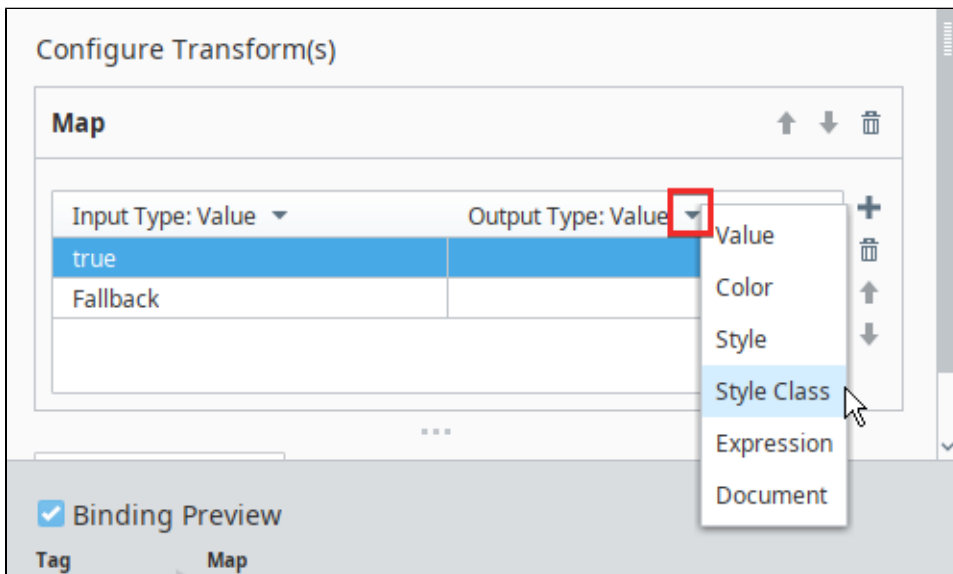 Configure Transform(s)
Map
Input Type: Value
Output Type: Value
true
Fallback
Value
Color
Style
Style Class
Expression
Document
Binding Preview
Tag
Map